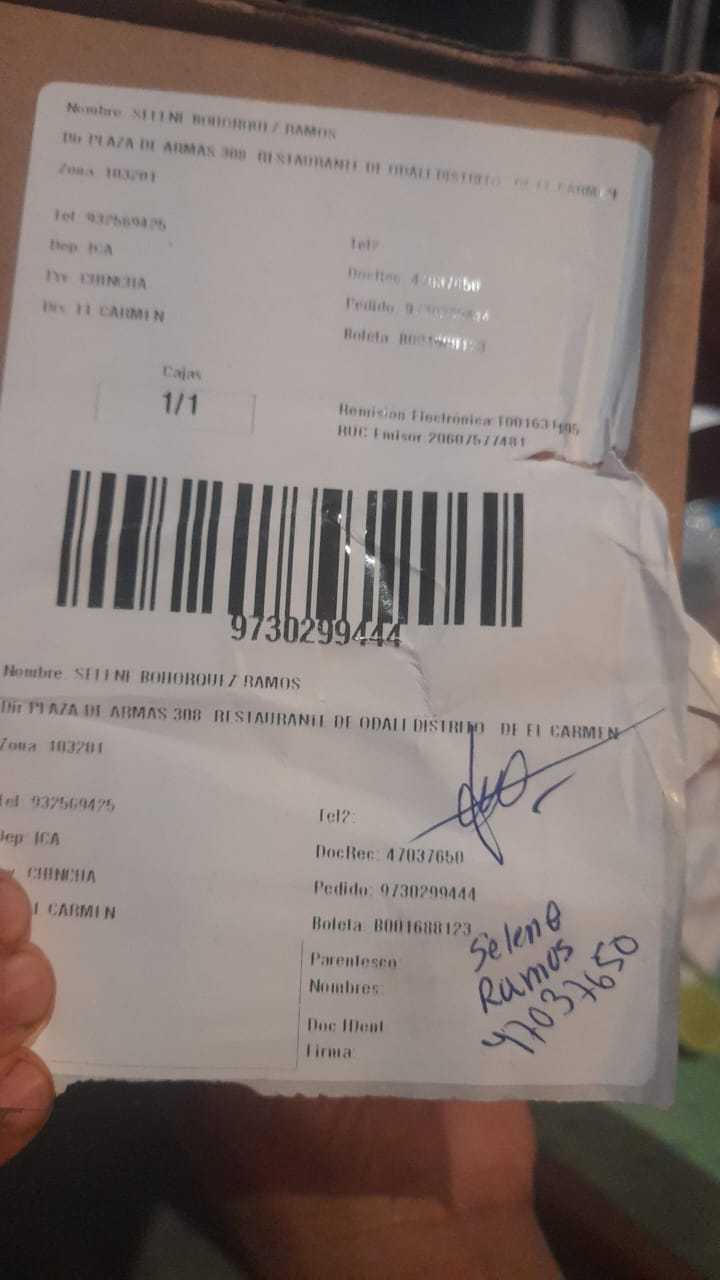 Nombre: SELENE BOHORQUEZ RAMOS
Dir PLAZA DE ARMAS 308 RESTAURANTE DE ODALI DISTRITO DE EL CARMEN
Zona: 103201
Tel: 932569425
Tel2:
Dep: ICA
DocRec: 47037650
Prv: CHINCHA
Pedido:
Dis: EL CARMEN
Boleta:
Cajas
1/1
Remision Electrónica:
RUC Emisor 20607577481
9730299444
Nombre: SELENE BOHORQUEZ RAMOS
Dir PLAZA DE ARMAS 308 RESTAURANTE DE ODALI DISTRITO DE EL CARMEN
Zona: 103201
Tel: 932569425
Tel2:
Dep: ICA
DocRec: 47037650
CHINCHA
Pedido: 9730299444
CARMEN
Boleta: B001688123
Parentesco:
Nombres:
Doc IDent
Firma:
Selene
Ramos
47037650